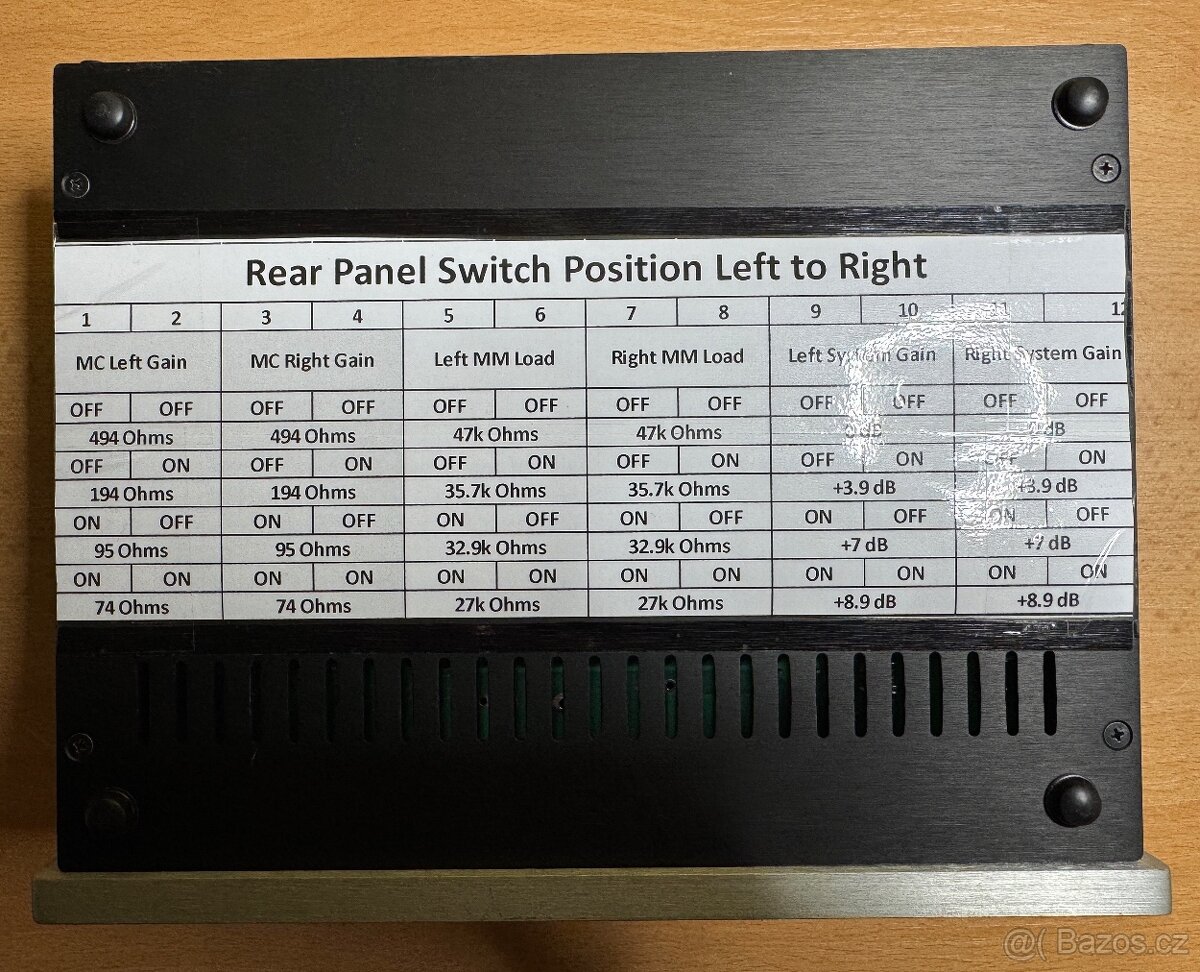 Rear Panel Switch Position Left to Right
1 2 3 4 5 6 7 8 9 10 11
MC Left Gain MC Right Gain Left MM Load Right MM Load Left System Gain Right System Gain
OFF OFF OFF OFF OFF OFF OFF OFF OFF OFF OFF OFF
494 Ohms 494 Ohms 47k Ohms 47k Ohms 0 dB 0 dB
OFF ON OFF ON OFF ON OFF ON OFF ON OFF ON
194 Ohms 194 Ohms 35.7k Ohms 35.7k Ohms +3.9 dB +3.9 dB
ON OFF ON OFF ON OFF ON OFF ON OFF ON OFF
95 Ohms 95 Ohms 32.9k Ohms 32.9k Ohms +7 dB +7 dB
ON ON ON ON ON ON ON ON ON ON ON ON
74 Ohms 74 Ohms 27k Ohms 27k Ohms +8.9 dB +8.9 dB
@( Bazos.cz